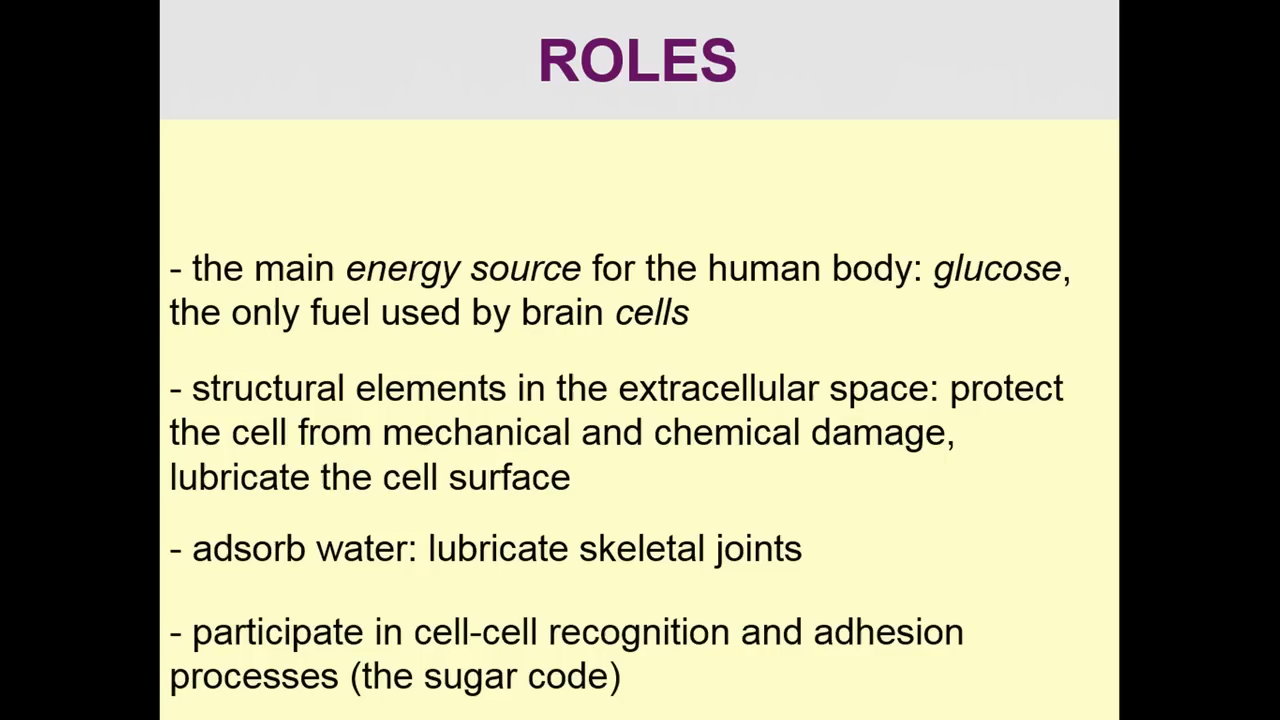 ROLES
- the main energy source for the human body: glucose,
the only fuel used by brain cells
- structural elements in the extracellular space: protect
the cell from mechanical and chemical damage,
lubricate the cell surface
- adsorb water: lubricate skeletal joints
- participate in cell-cell recognition and adhesion
processes (the sugar code)